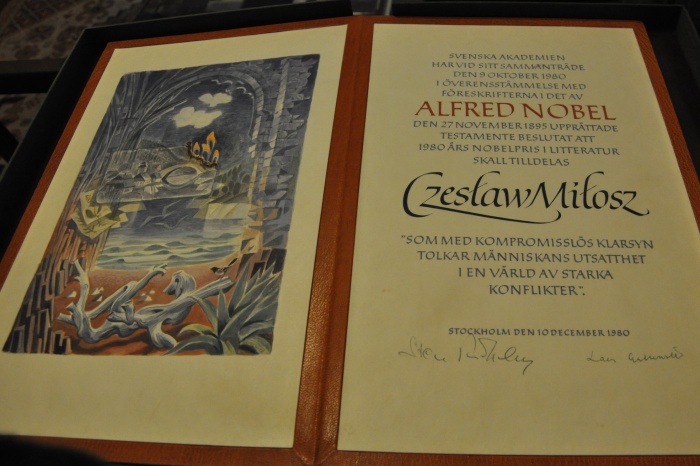 SVENSKA AKADEMIEN
HAR VID SITT SAMMANTRÄDE
DEN 9 OKTOBER 1980
I ÖVERENSSTÄMMELSE MED
FÖRESKRIFTERNA I DET AV
ALFRED NOBEL
DEN 27 NOVEMBER 1895 UPPRÄTTADE
TESTAMENTE BESLUTAT ATT
1980 ÅRS NOBELPRIS I LITTERATUR
SKALL TILLDELAS
Czesław Miłosz
"SOM MED KOMPROMISSLÖS KLARSYN
TOLKAR MÄNNISKANS UTSATTHET
I EN VÄRLD AV STARKA
KONFLIKTER".
STOCKHOLM DEN 10 DECEMBER 1980